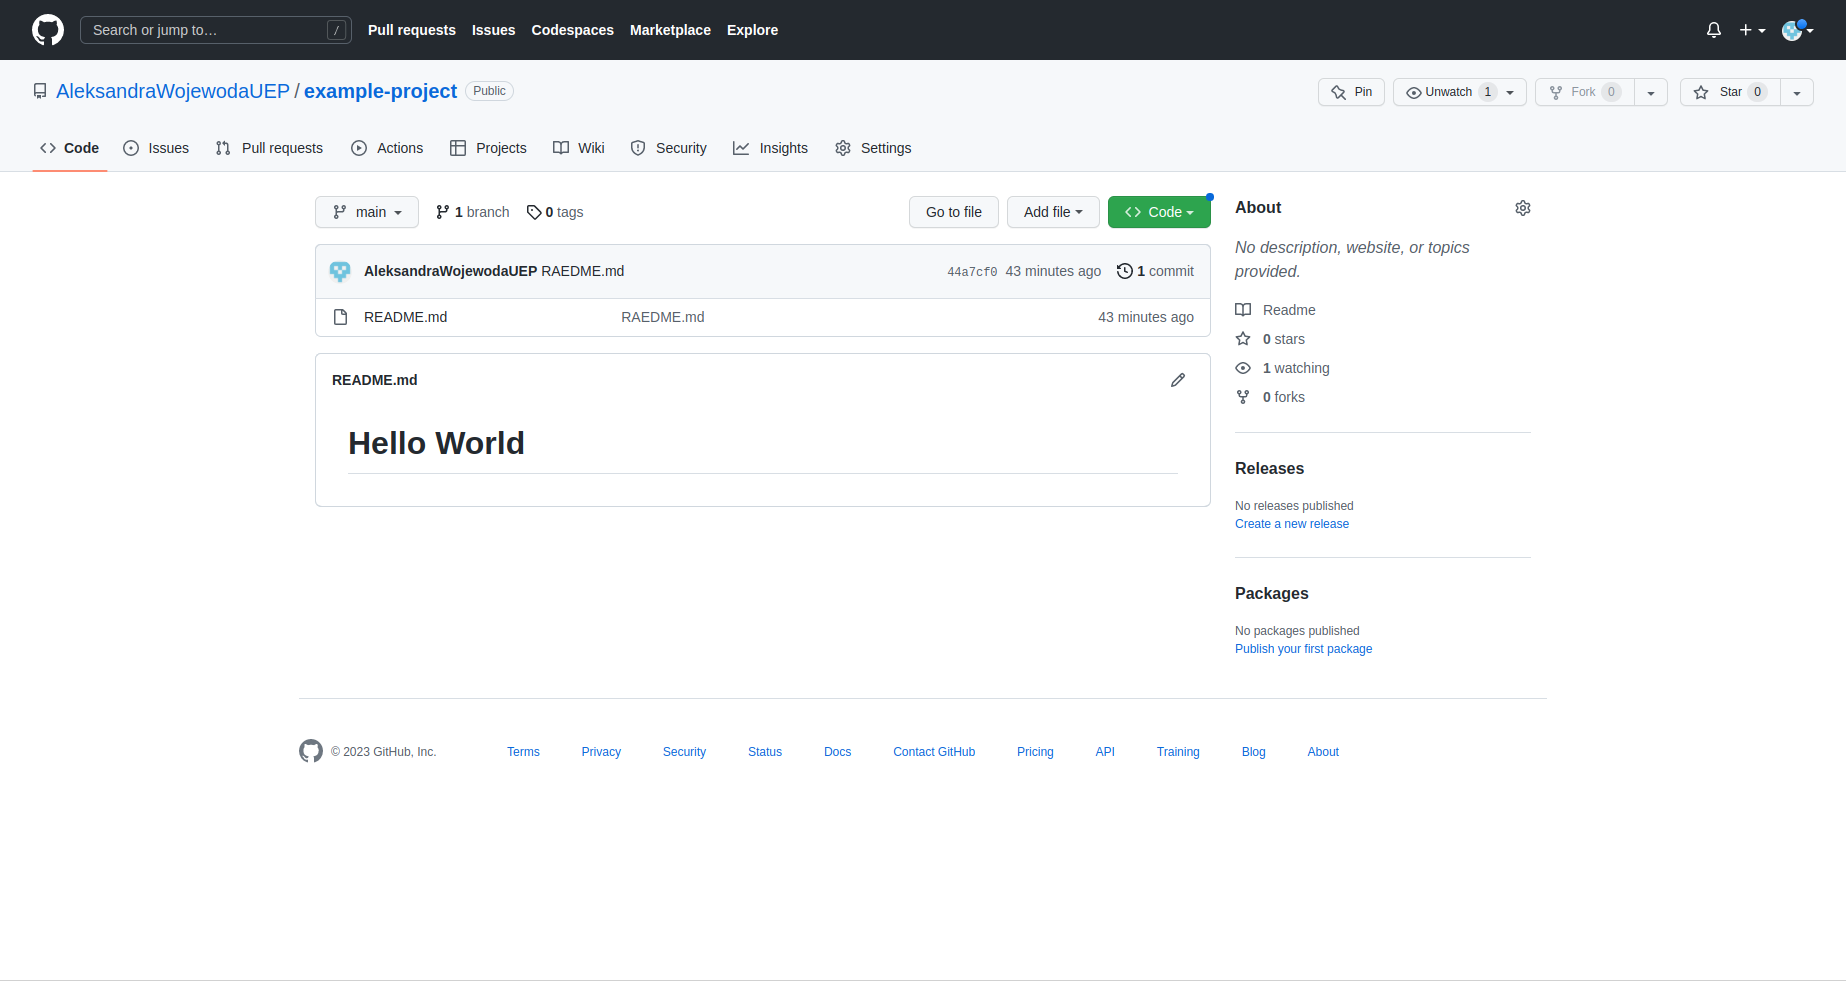 Search or jump to… /
Pull requests Issues Codespaces Marketplace Explore
AleksandraWojewodaUEP / example-project Public
Pin Unwatch 1 Fork 0 Star 0
Code Issues Pull requests Actions Projects Wiki Security Insights Settings
main 1 branch 0 tags Go to file Add file Code
AleksandraWojewodaUEP RAEDME.md 44a7cf0 43 minutes ago 1 commit
README.md RAEDME.md 43 minutes ago
README.md
Hello World
About
No description, website, or topics
provided.
Readme
0 stars
1 watching
0 forks
Releases
No releases published
Create a new release
Packages
No packages published
Publish your first package
© 2023 GitHub, Inc. Terms Privacy Security Status Docs Contact GitHub Pricing API Training Blog About